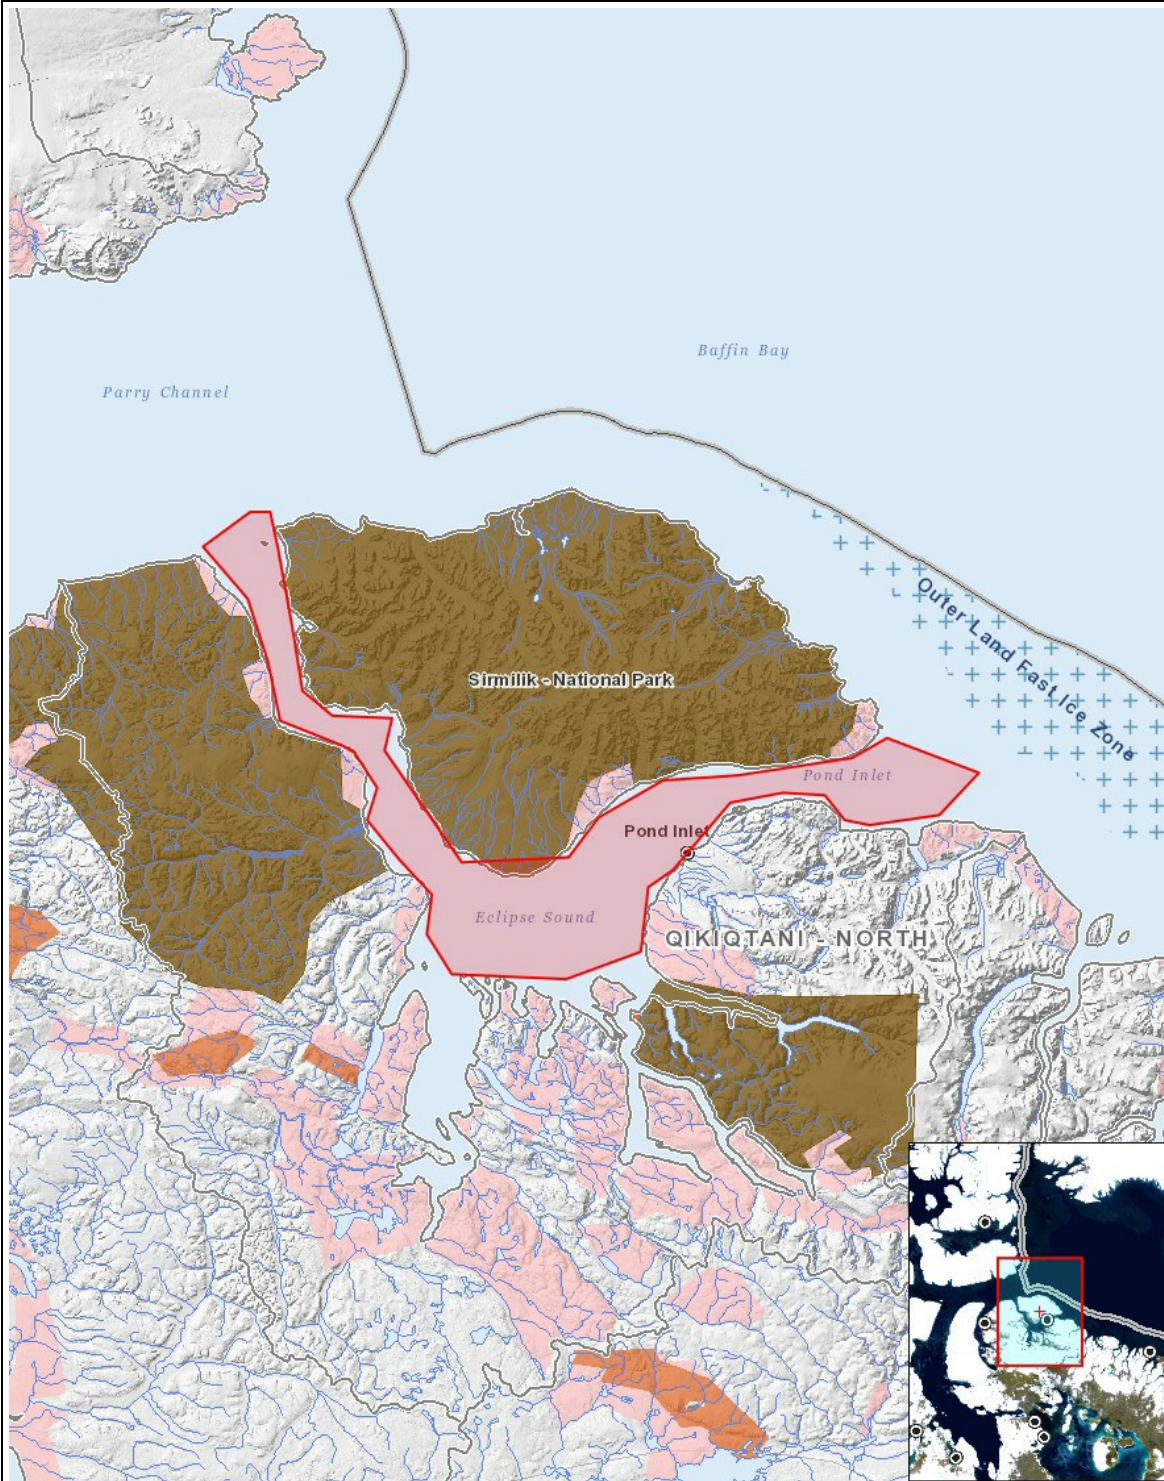 Baffin Bay
Parry Channel
Outer Land Fast Ice Zone
Sirmilik - National Park
Pond Inlet
Pond Inlet
Eclipse Sound
QIKIQTANI - NORTH